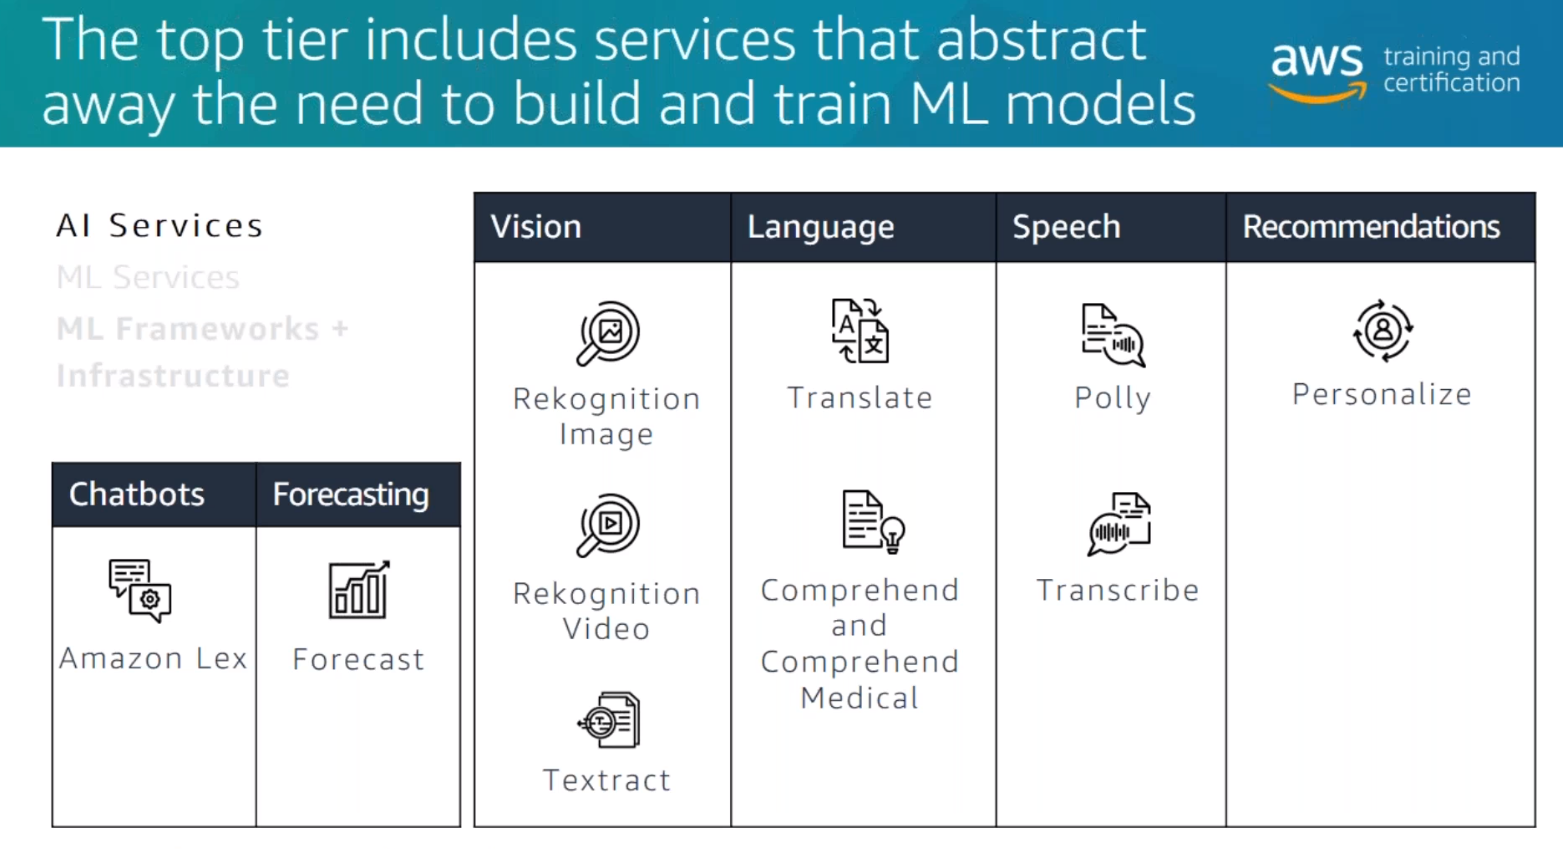 The top tier includes services that abstract
away the need to build and train ML models
aws
training and
certification
AI Services
ML Services
ML Frameworks +
Infrastructure
Chatbots
Forecasting
Amazon Lex
Forecast
Vision
Language
Speech
Recommendations
Rekognition
Image
Rekognition
Video
Textract
A
文
Translate
Comprehend
and
Comprehend
Medical
Polly
Transcribe
Personalize